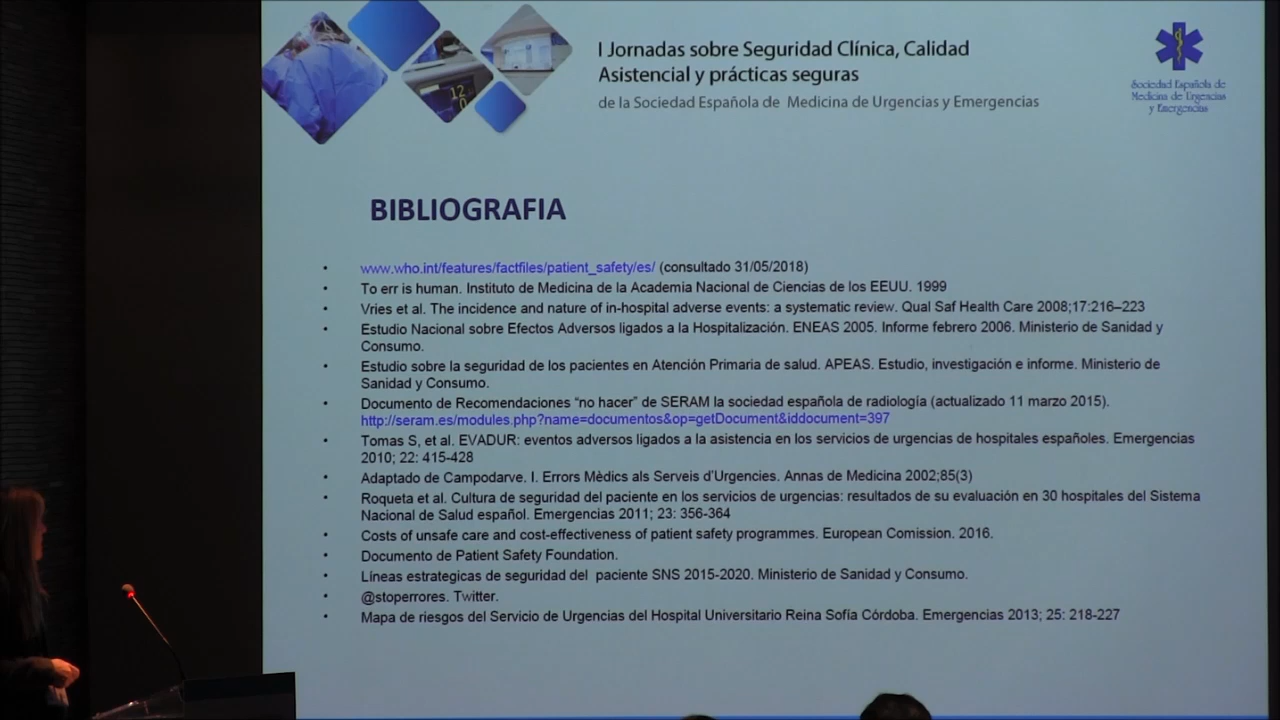 I Jornadas sobre Seguridad Clínica, Calidad
Asistencial y prácticas seguras
de la Sociedad Española de Medicina de Urgencias y Emergencias
Sociedad Española de
Medicina de Urgencias
y Emergencias
12
0
BIBLIOGRAFIA
• www.who.int/features/factfiles/patient_safety/es/ (consultado 31/05/2018)
• To err is human. Instituto de Medicina de la Academia Nacional de Ciencias de los EEUU. 1999
• Vries et al. The incidence and nature of in-hospital adverse events: a systematic review. Qual Saf Health Care 2008;17:216–223
• Estudio Nacional sobre Efectos Adversos ligados a la Hospitalización. ENEAS 2005. Informe febrero 2006. Ministerio de Sanidad y
Consumo.
• Estudio sobre la seguridad de los pacientes en Atención Primaria de salud. APEAS. Estudio, investigación e informe. Ministerio de
Sanidad y Consumo.
• Documento de Recomendaciones “no hacer” de SERAM la sociedad española de radiología (actualizado 11 marzo 2015).
http://seram.es/modules.php?name=documentos&op=getDocument&iddocument=397
• Tomas S, et al. EVADUR: eventos adversos ligados a la asistencia en los servicios de urgencias de hospitales españoles. Emergencias
2010; 22: 415-428
• Adaptado de Campodarve. I. Errors Mèdics als Serveis d’Urgencies. Annas de Medicina 2002;85(3)
• Roqueta et al. Cultura de seguridad del paciente en los servicios de urgencias: resultados de su evaluación en 30 hospitales del Sistema
Nacional de Salud español. Emergencias 2011; 23: 356-364
• Costs of unsafe care and cost-effectiveness of patient safety programmes. European Comission. 2016.
• Documento de Patient Safety Foundation.
• Líneas estrategicas de seguridad del paciente SNS 2015-2020. Ministerio de Sanidad y Consumo.
• @stoperrores. Twitter.
• Mapa de riesgos del Servicio de Urgencias del Hospital Universitario Reina Sofía Córdoba. Emergencias 2013; 25: 218-227